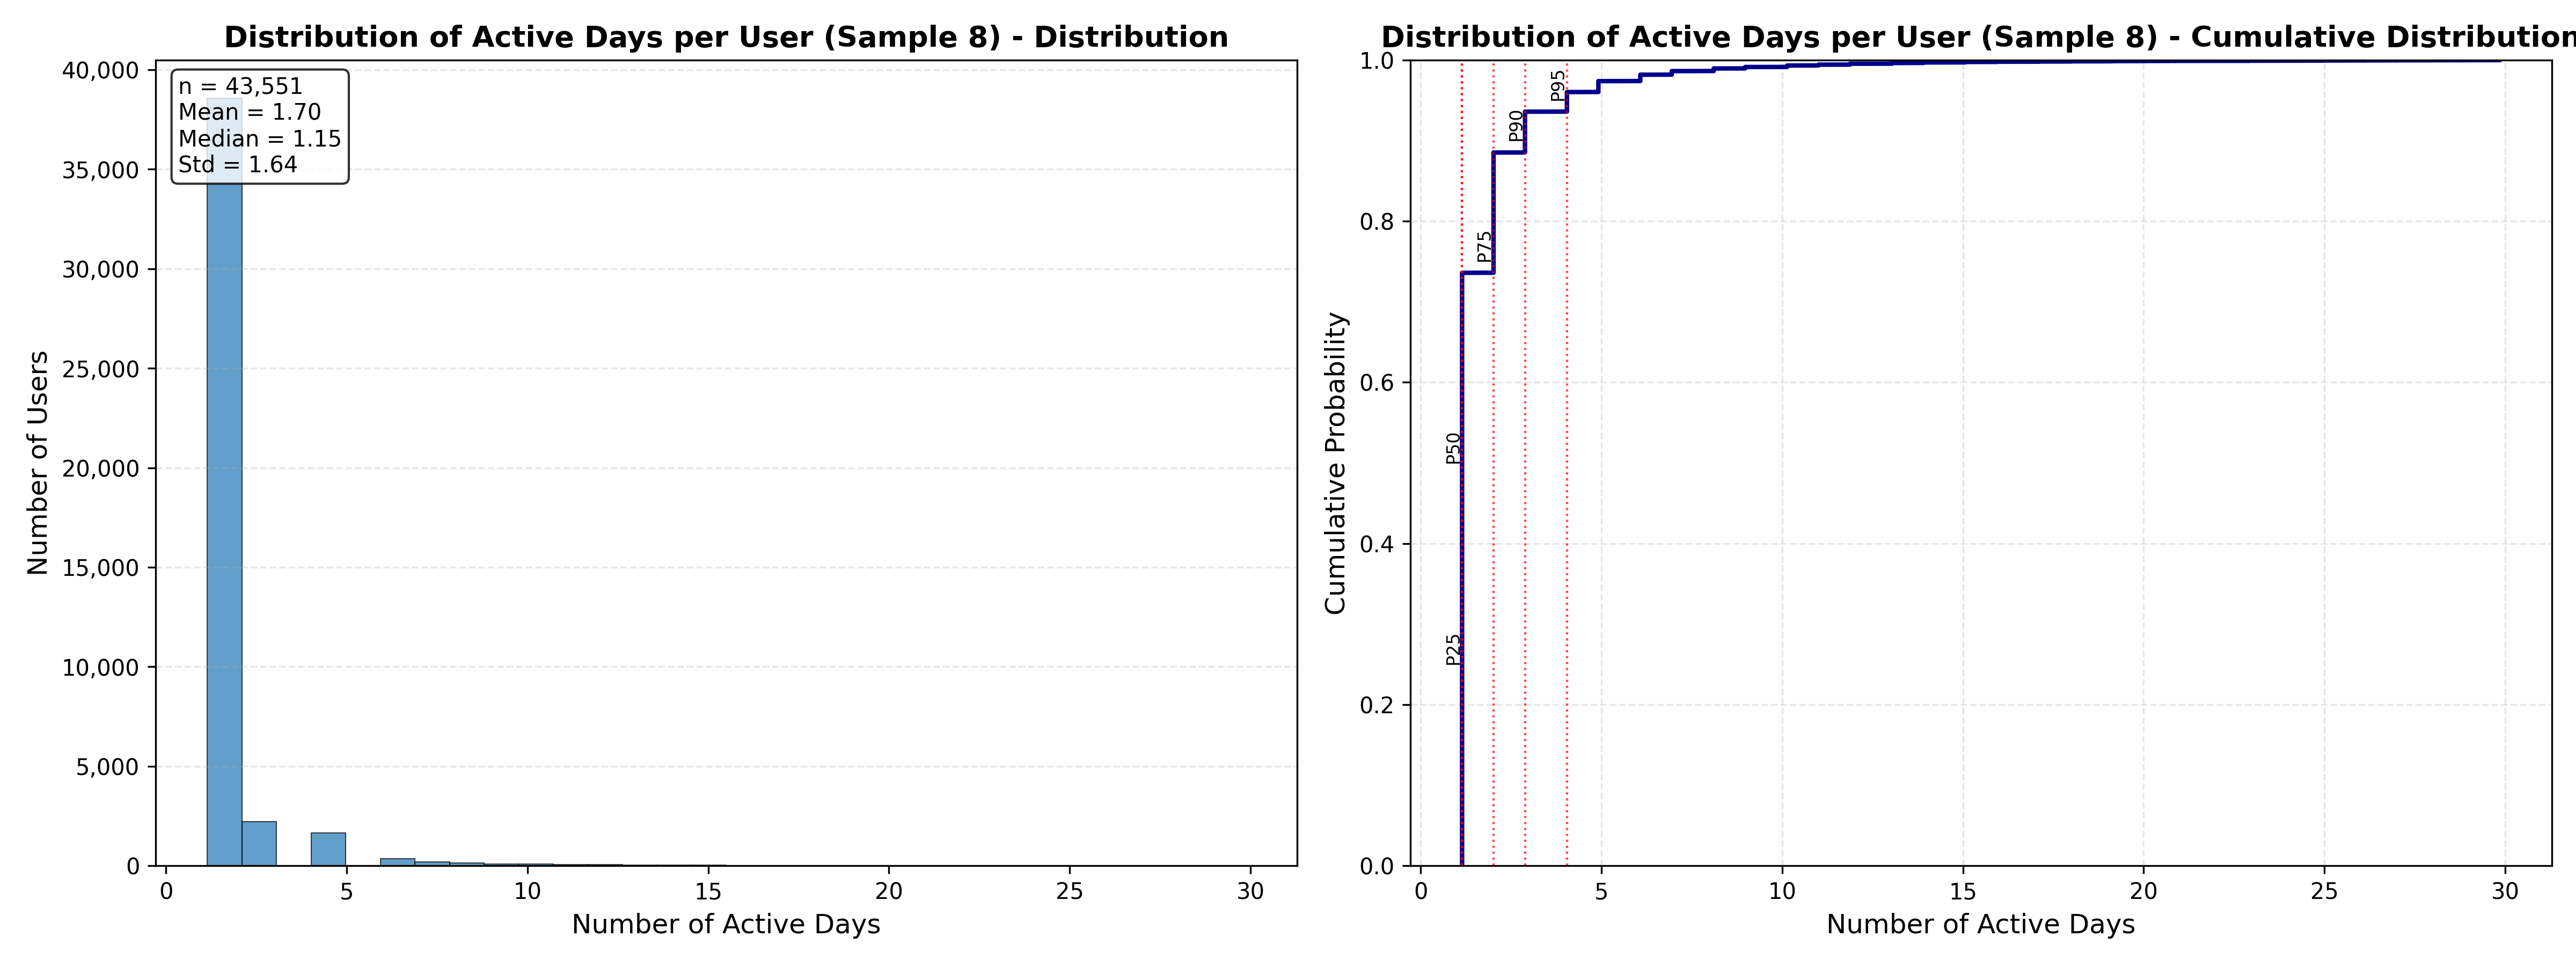 Distribution of Active Days per User (Sample 8) - Distribution
n = 43,551
Mean = 1.70
Median = 1.15
Std = 1.64
40,000
35,000
30,000
25,000
20,000
15,000
10,000
5,000
0
Number of Users
0 5 10 15 20 25 30
Number of Active Days
Distribution of Active Days per User (Sample 8) - Cumulative Distribution
1.0
0.8
0.6
0.4
0.2
0.0
Cumulative Probability
P25
P50
P75
P90
P95
0 5 10 15 20 25 30
Number of Active Days